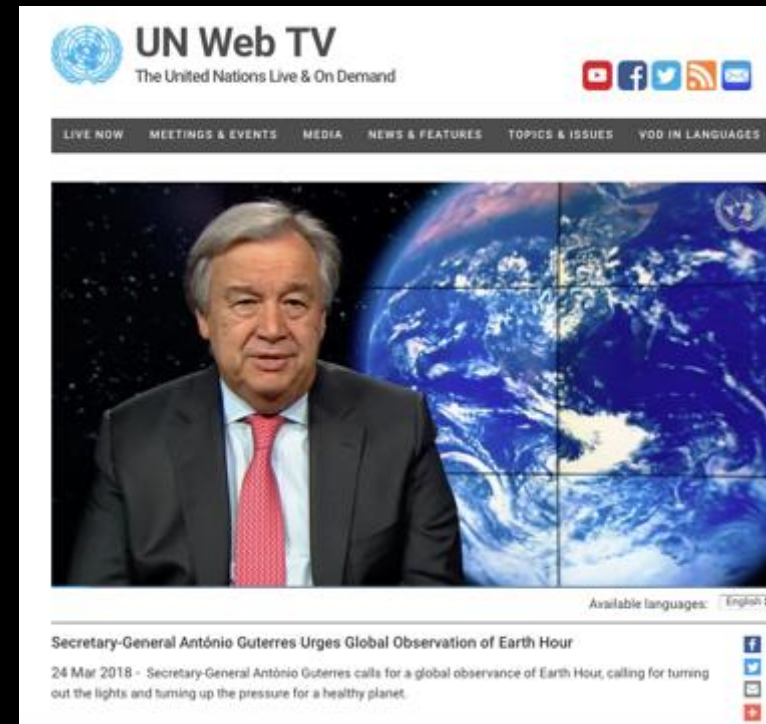 UN Web TV
The United Nations Live & On Demand
LIVE NOW MEETINGS & EVENTS MEDIA NEWS & FEATURES TOPICS & ISSUES VOD IN LANGUAGES
Available languages: English
Secretary-General António Guterres Urges Global Observation of Earth Hour
24 Mar 2018 - Secretary-General António Guterres calls for a global observance of Earth Hour, calling for turning
out the lights and turning up the pressure for a healthy planet.